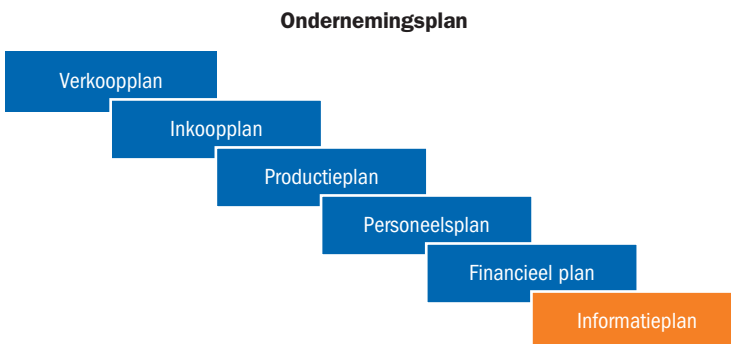 Ondernemingsplan
Verkoopplan
Inkoopplan
Productieplan
Personeelsplan
Financieel plan
Informatieplan